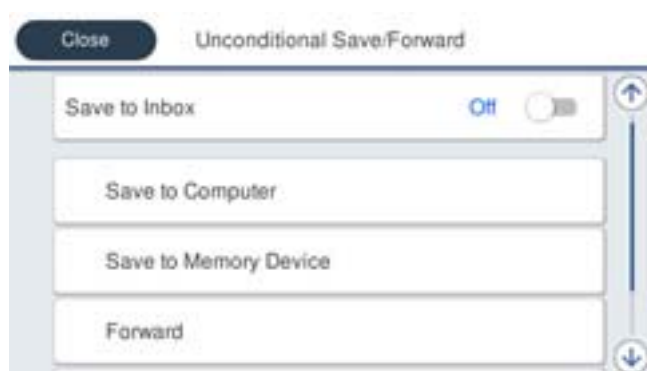 Close Unconditional Save/Forward
Save to Inbox Off
Save to Computer
Save to Memory Device
Forward